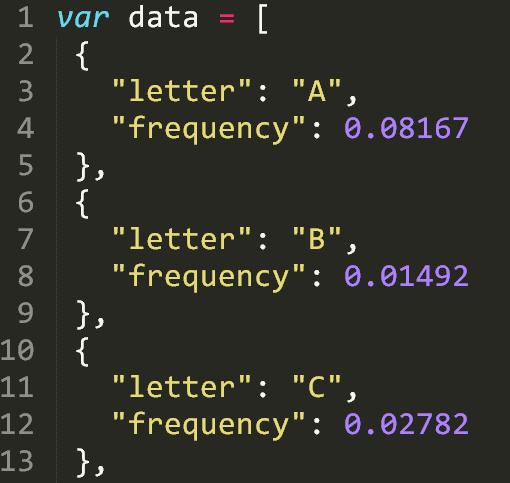 1 var data = [
2  {
3    "letter": "A",
4    "frequency": 0.08167
5  },
6  {
7    "letter": "B",
8    "frequency": 0.01492
9  },
10  {
11    "letter": "C",
12    "frequency": 0.02782
13  },